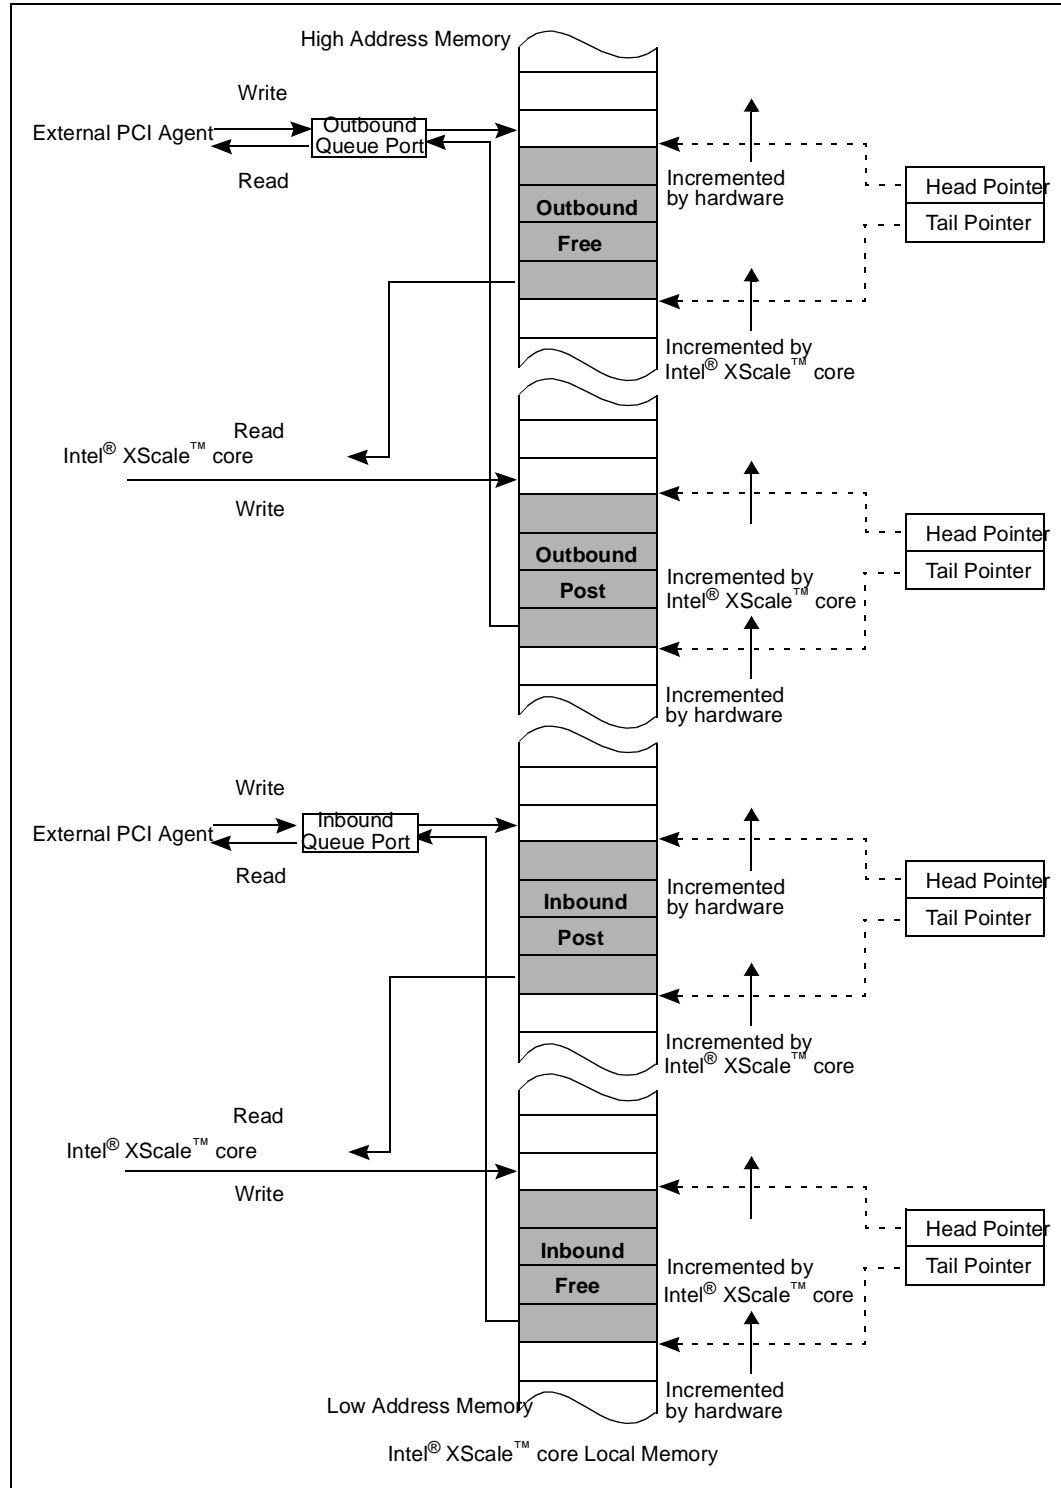 High Address Memory
Write
External PCI Agent
Outbound
Queue Port
Read
Incremented
by hardware
Head Pointer
Tail Pointer
Outbound
Free
Incremented by
Intel® XScale™ core
Read
Intel® XScale™ core
Write
Head Pointer
Tail Pointer
Outbound
Post
Incremented by
Intel® XScale™ core
Incremented
by hardware
Write
External PCI Agent
Inbound
Queue Port
Read
Incremented
by hardware
Head Pointer
Tail Pointer
Inbound
Post
Incremented by
Intel® XScale™ core
Read
Intel® XScale™ core
Write
Head Pointer
Tail Pointer
Inbound
Free
Incremented by
Intel® XScale™ core
Incremented
by hardware
Low Address Memory
Intel® XScale™ core Local Memory